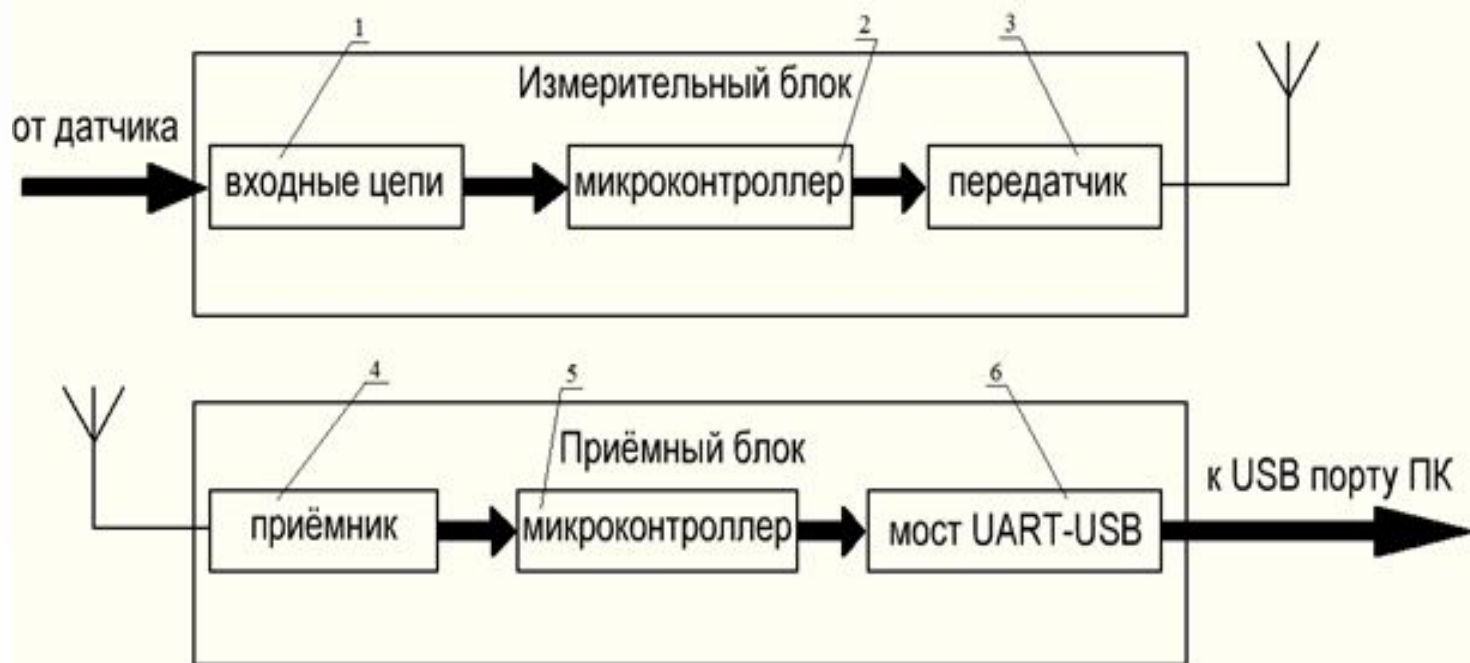 1
2
3
Измерительный блок
от датчика
входные цепи
микроконтроллер
передатчик
4
5
6
Приёмный блок
к USB порту ПК
приёмник
микроконтроллер
мост UART-USB